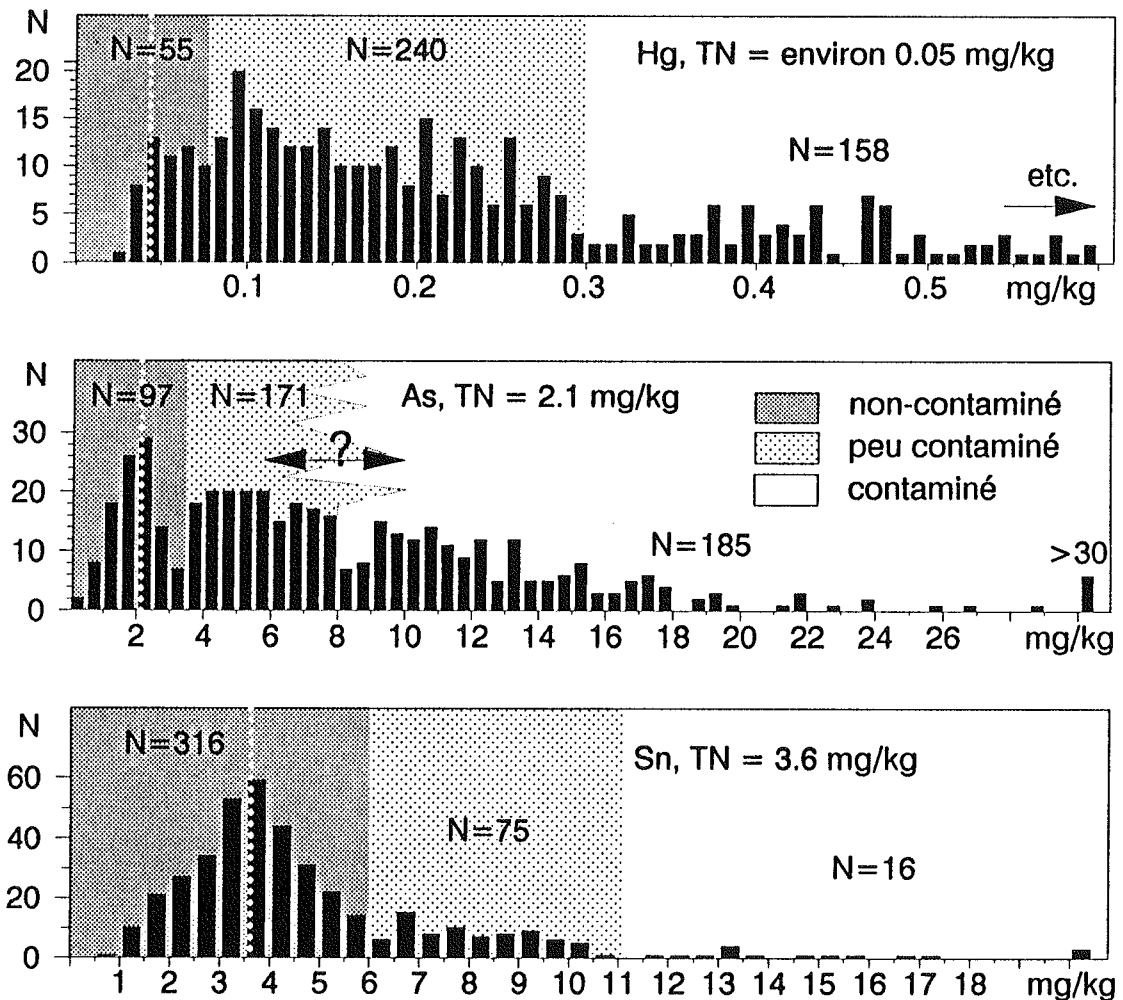 N
N=55
N=240
Hg, TN = environ 0.05 mg/kg
20
15
N=158
10
etc.
5
0
0.1 0.2 0.3 0.4 0.5 mg/kg
N
N=97 N=171 As, TN = 2.1 mg/kg
non-contaminé
30
?
peu contaminé
20
contaminé
10
N=185
>30
0
2 4 6 8 10 12 14 16 18 20 22 24 26 mg/kg
N
N=316
Sn, TN = 3.6 mg/kg
60
40
N=75
N=16
20
0
1 2 3 4 5 6 7 8 9 10 11 12 13 14 15 16 17 18 mg/kg